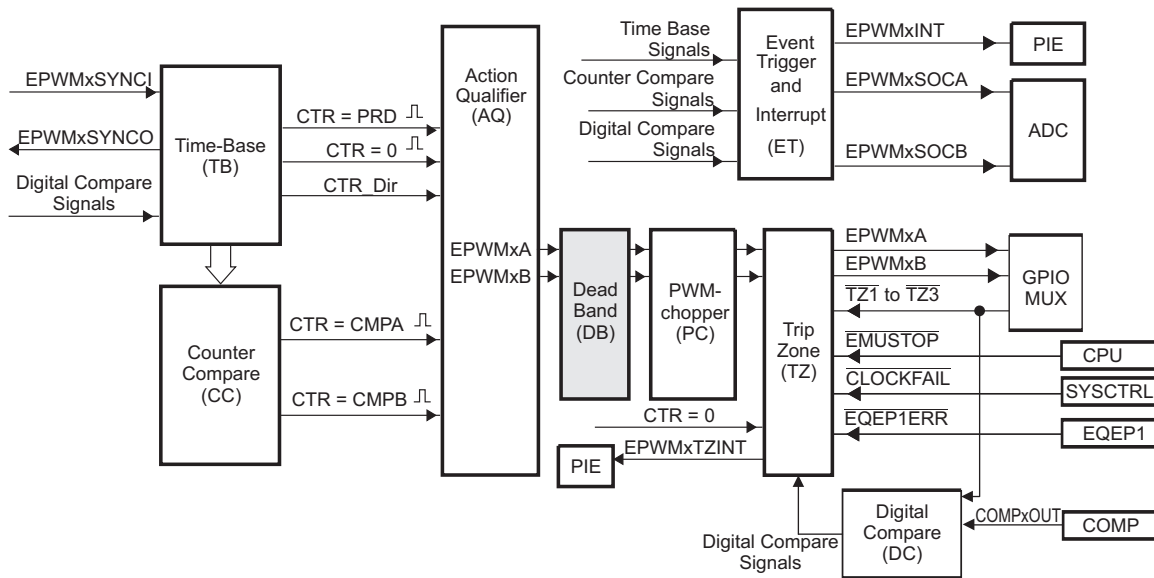 EPWMxSYNCI
EPWMxSYNCO
Digital Compare
Signals
Time-Base
(TB)
CTR = PRD
CTR = 0
CTR_Dir
Counter
Compare
(CC)
CTR = CMPA
CTR = CMPB
Action
Qualifier
(AQ)
EPWMxA
EPWMxB
Dead
Band
(DB)
PWM-
chopper
(PC)
CTR = 0
EPWMxTZINT
PIE
Time Base
Signals
Counter Compare
Signals
Digital Compare
Signals
Event
Trigger
and
Interrupt
(ET)
EPWMxINT
EPWMxSOCA
EPWMxSOCB
PIE
ADC
Trip
Zone
(TZ)
EPWMxA
EPWMxB
TZ1 to TZ3
EMUSTOP
CLOCKFAIL
EQEP1ERR
GPIO
MUX
CPU
SYSCTRL
EQEP1
Digital Compare
Signals
Digital
Compare
(DC)
COMPxOUT
COMP